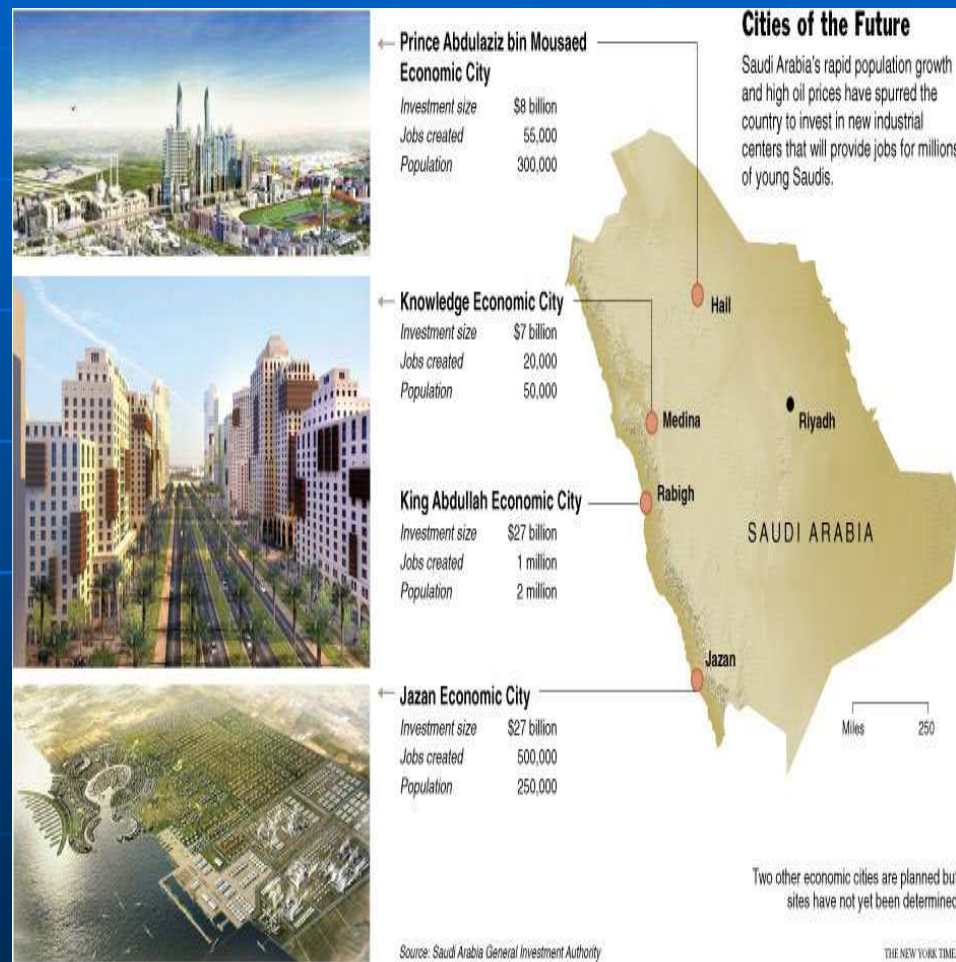 Cities of the Future
Saudi Arabia's rapid population growth
and high oil prices have spurred the
country to invest in new industrial
centers that will provide jobs for millions
of young Saudis.
Prince Abdulaziz bin Mousaed
Economic City
Investment size $8 billion
Jobs created 55,000
Population 300,000
Knowledge Economic City
Investment size $7 billion
Jobs created 20,000
Population 50,000
King Abdullah Economic City
Investment size $27 billion
Jobs created 1 million
Population 2 million
Jazan Economic City
Investment size $27 billion
Jobs created 500,000
Population 250,000
Hail
Medina
Riyadh
Rabigh
SAUDI ARABIA
Jazan
Miles 250
Two other economic cities are planned but
sites have not yet been determined
Source: Saudi Arabia General Investment Authority
THE NEW YORK TIMES